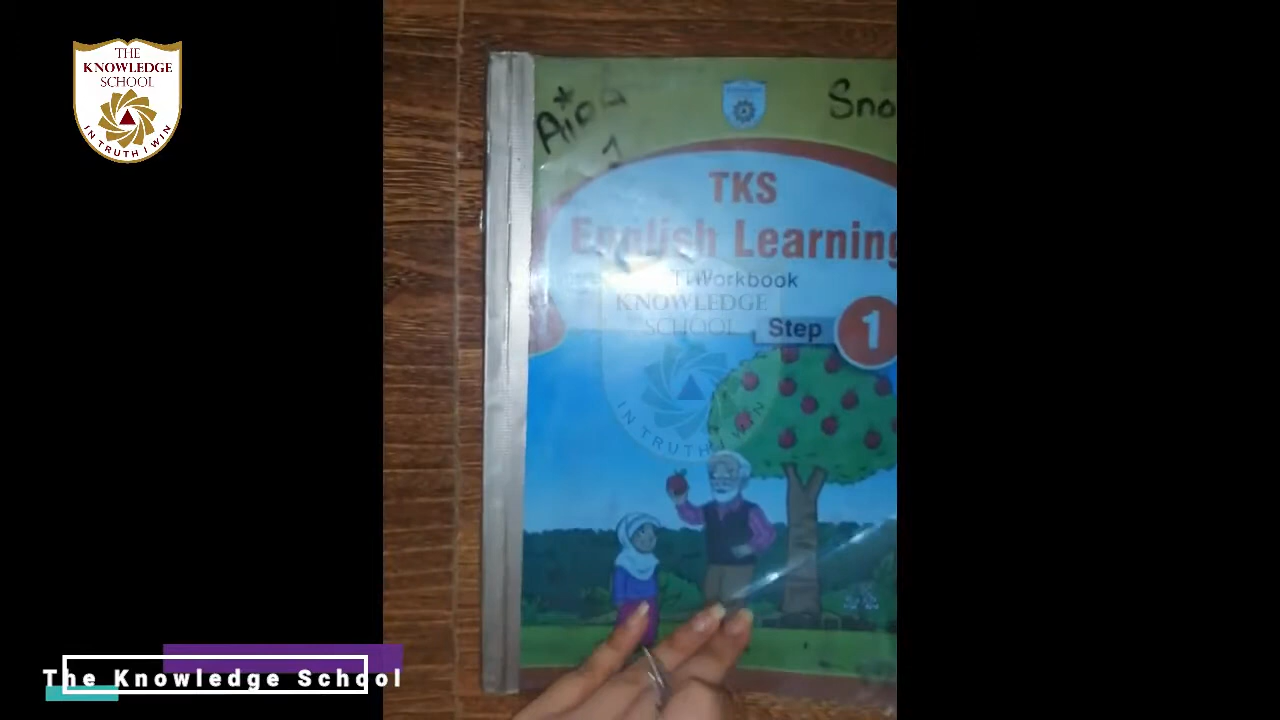 THE
KNOWLEDGE
SCHOOL
IN TRUTH I WIN
Sno
TKS
English Learning
Workbook
KNOWLEDGE
SCHOOL
Step 1
IN TRUTH I WIN
The Knowledge School